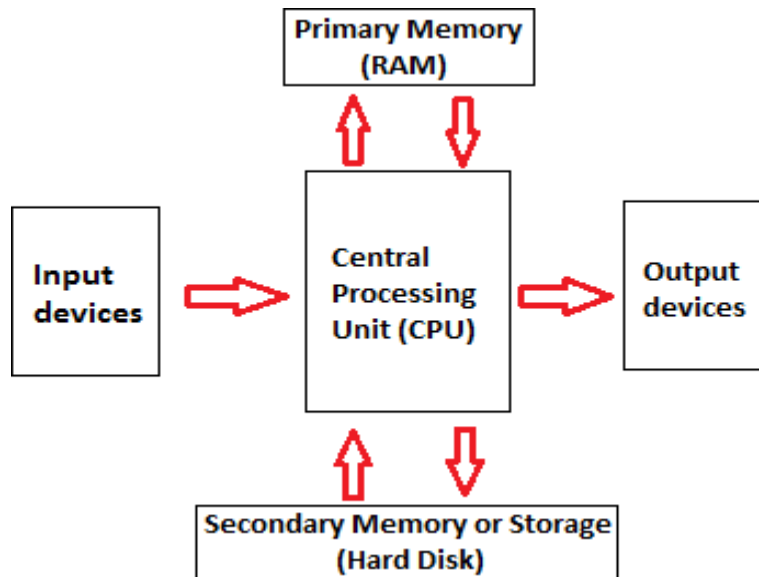 Primary Memory
(RAM)
Input
devices
Central
Processing
Unit (CPU)
Output
devices
Secondary Memory or Storage
(Hard Disk)